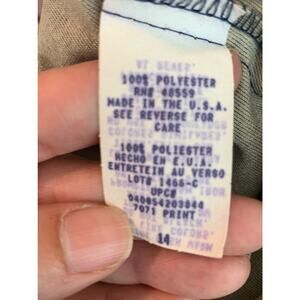 100% POLYESTER
RN# 48559
MADE IN THE U.S.A.
SEE REVERSE FOR
CARE
100% POLIESTER
HECHO EN E.U.A.
ENTRETEIN AU VERSO
LOT# 1466-C
UPC#
040854203844
7071 PRINT
14